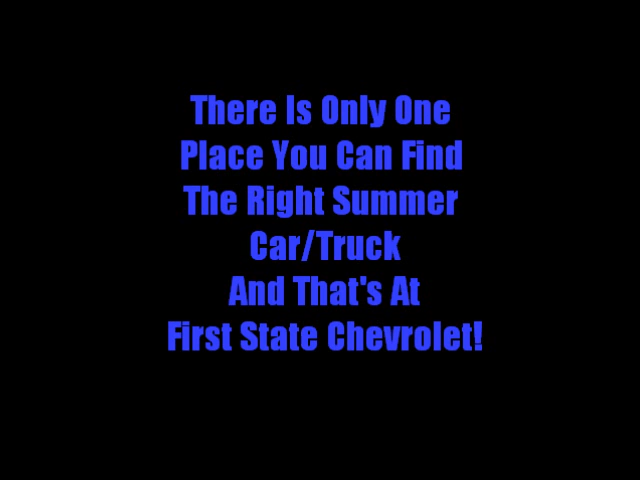 There Is Only One
Place You Can Find
The Right Summer
Car/Truck
And That's At
First State Chevrolet!